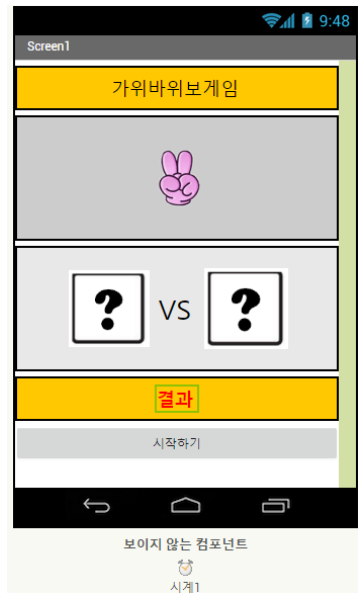 9:48
Screen1
가위바위보게임
? VS ?
결과
시작하기
보이지 않는 컴포넌트
시계1